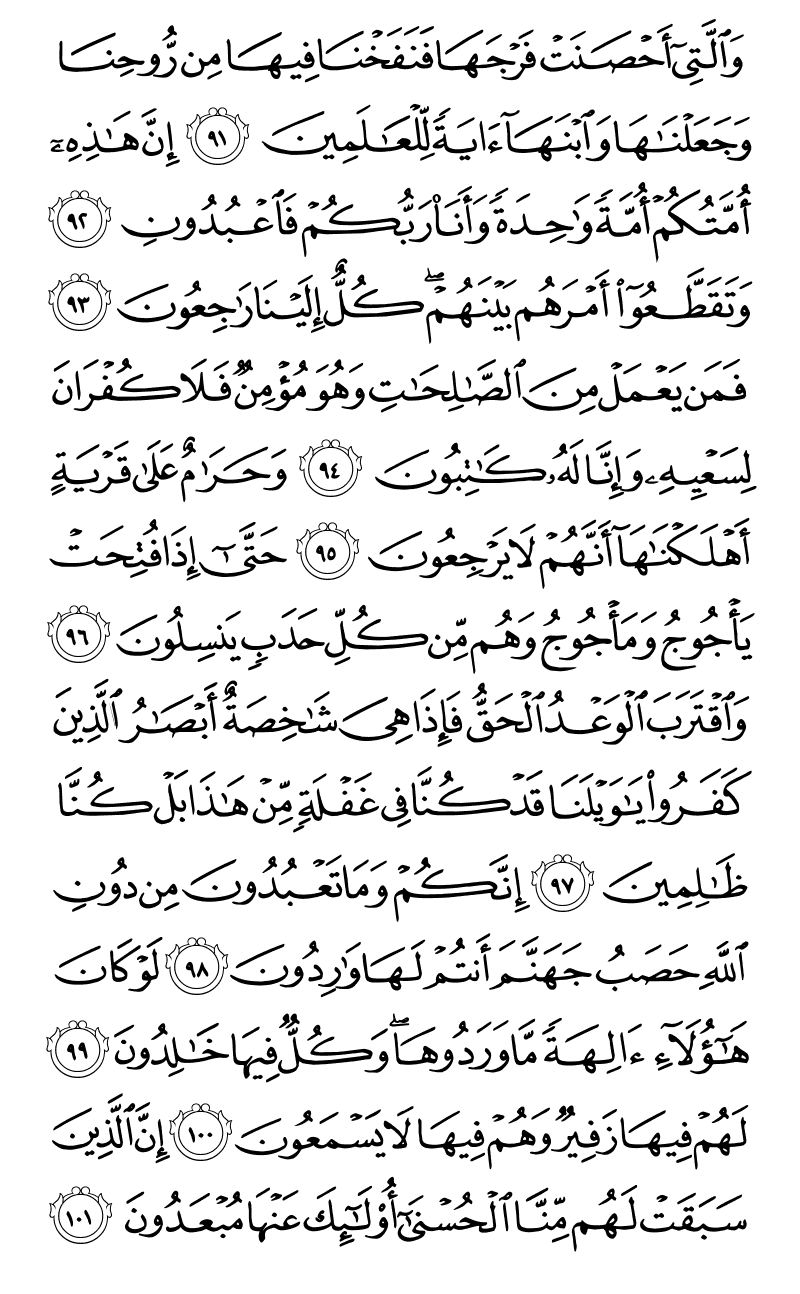 وَٱلَّتِىٓ أَحْصَنَتْ فَرْجَهَا فَنَفَخْنَا فِيهَا مِن رُّوحِنَا
وَجَعَلْنَٰهَا وَٱبْنَهَآ ءَايَةً لِّلْعَٰلَمِينَ ٩١ إِنَّ هَٰذِهِۦٓ
أُمَّتُكُمْ أُمَّةً وَٰحِدَةً وَأَنَا۠ رَبُّكُمْ فَٱعْبُدُونِ ٩٢
وَتَقَطَّعُوٓا۟ أَمْرَهُم بَيْنَهُمْ ۖ كُلٌّ إِلَيْنَا رَٰجِعُونَ ٩٣
فَمَن يَعْمَلْ مِنَ ٱلصَّٰلِحَٰتِ وَهُوَ مُؤْمِنٌ فَلَا كُفْرَانَ
لِسَعْيِهِۦ وَإِنَّا لَهُۥ كَٰتِبُونَ ٩٤ وَحَرَٰمٌ عَلَىٰ قَرْيَةٍ
أَهْلَكْنَٰهَآ أَنَّهُمْ لَا يَرْجِعُونَ ٩٥ حَتَّىٰٓ إِذَا فُتِحَتْ
يَأْجُوجُ وَمَأْجُوجُ وَهُم مِّن كُلِّ حَدَبٍ يَنسِلُونَ ٩٦
وَٱقْتَرَبَ ٱلْوَعْدُ ٱلْحَقُّ فَإِذَا هِىَ شَٰخِصَةٌ أَبْصَٰرُ ٱلَّذِينَ
كَفَرُوا۟ يَٰوَيْلَنَا قَدْ كُنَّا فِى غَفْلَةٍ مِّنْ هَٰذَا بَلْ كُنَّا
ظَٰلِمِينَ ٩٧ إِنَّكُمْ وَمَا تَعْبُدُونَ مِن دُونِ
ٱللَّهِ حَصَبُ جَهَنَّمَ أَنتُمْ لَهَا وَٰرِدُونَ ٩٨ لَوْ كَانَ
هَٰٓؤُلَآءِ ءَالِهَةً مَّا وَرَدُوهَا ۖ وَكُلٌّ فِيهَا خَٰلِدُونَ ٩٩
لَهُمْ فِيهَا زَفِيرٌ وَهُمْ فِيهَا لَا يَسْمَعُونَ ١٠٠ إِنَّ ٱلَّذِينَ
سَبَقَتْ لَهُم مِّنَّا ٱلْحُسْنَىٰٓ أُو۟لَٰٓئِكَ عَنْهَا مُبْعَدُونَ ١٠١